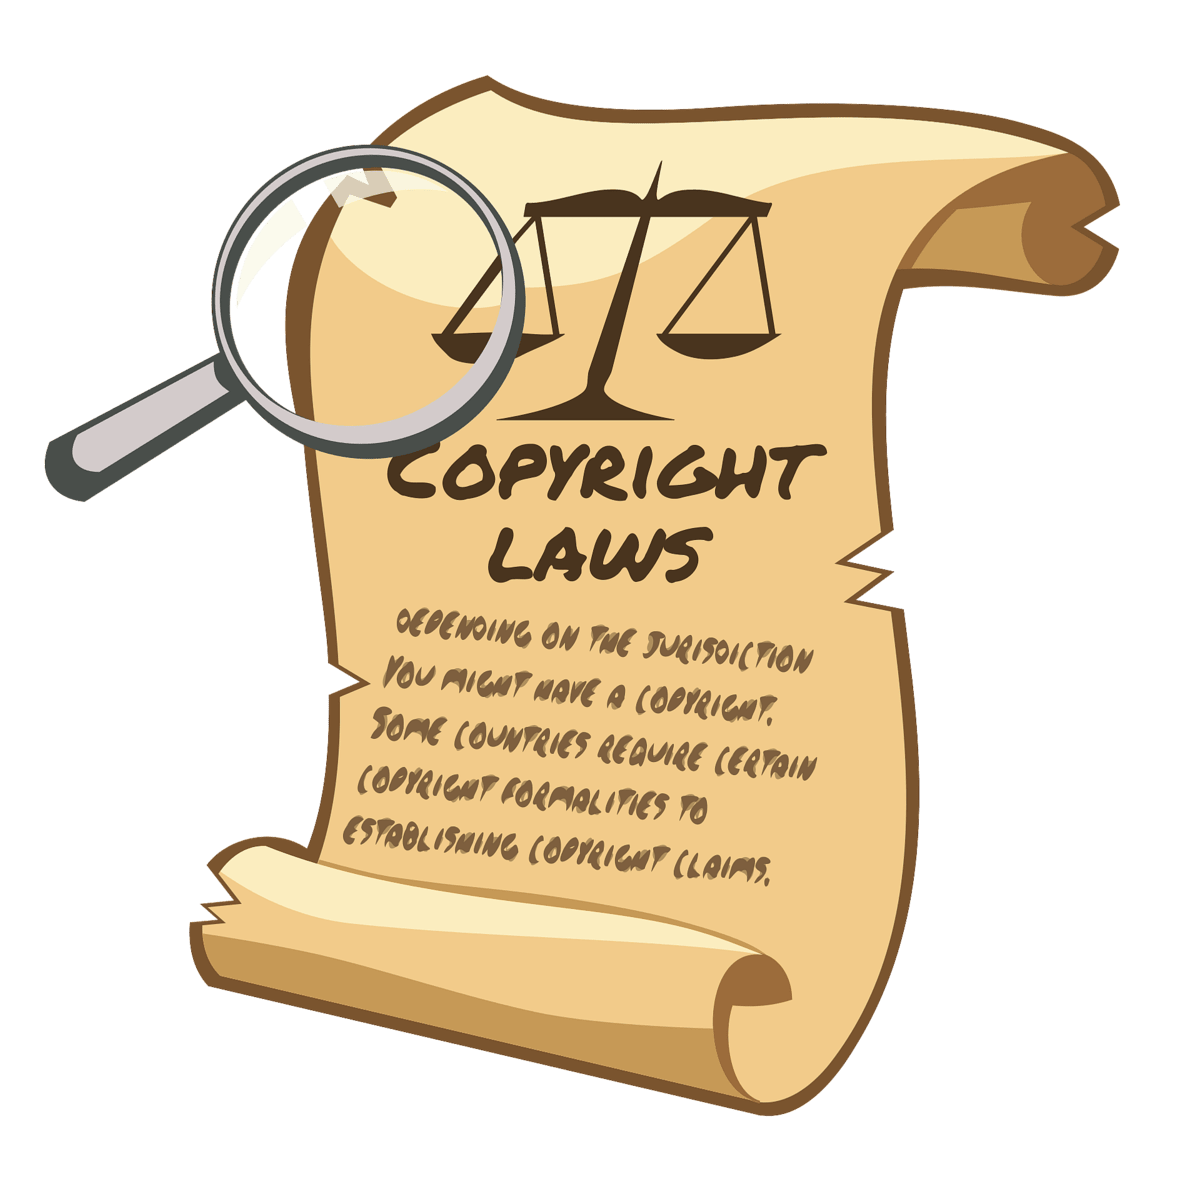 COPYRIGHT
LAWS
DEPENDING ON THE JURISDICTION
YOU MIGHT HAVE A COPYRIGHT.
SOME COUNTRIES REQUIRE CERTAIN
COPYRIGHT FORMALITIES TO
ESTABLISHING COPYRIGHT CLAIMS.